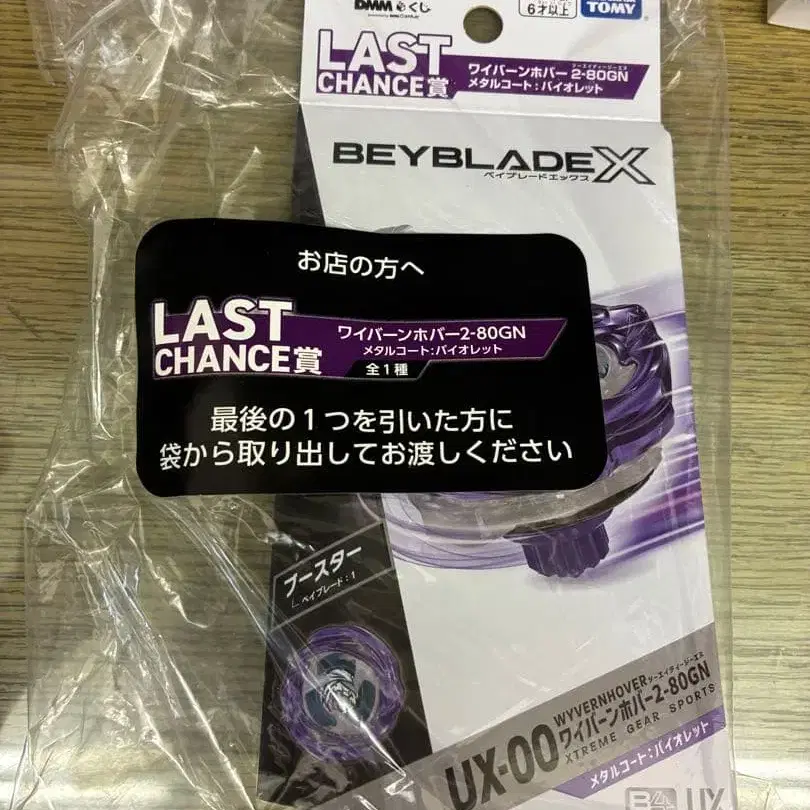 DMMくじ
6才以上
TOMY
LAST
CHANCE賞
ワイバーンホバー 2-80GN
メタルコート：バイオレット
BEYBLADE X
ベイブレードエックス
お店の方へ
LAST
CHANCE賞
ワイバーンホバー2-80GN
メタルコート：バイオレット
全1種
最後の1つを引いた方に
袋から取り出してお渡しください
ブースター
ベイブレード：1
UX-00
WYVERNHOVER
ワイバーンホバー2-80GN
XTREME GEAR SPORTS
メタルコート：バイオレット
UX